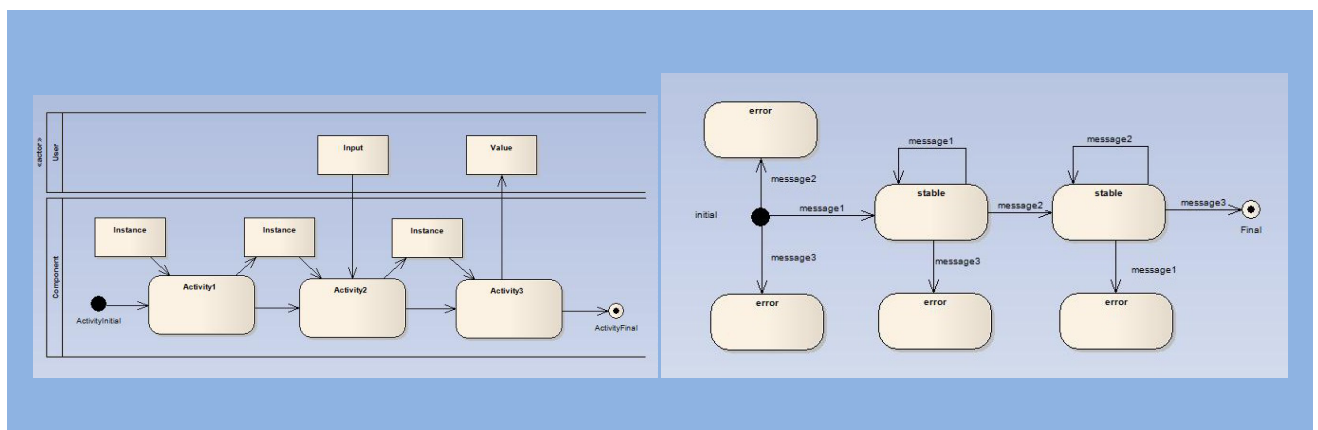 «actor»
User
Input
Value
Component
Instance
Instance
Instance
Activity1
Activity2
Activity3
ActivityInitial
ActivityFinal
error
message1
message2
message2
stable
stable
initial
message1
message2
message3
Final
message3
message3
message1
error
error
error